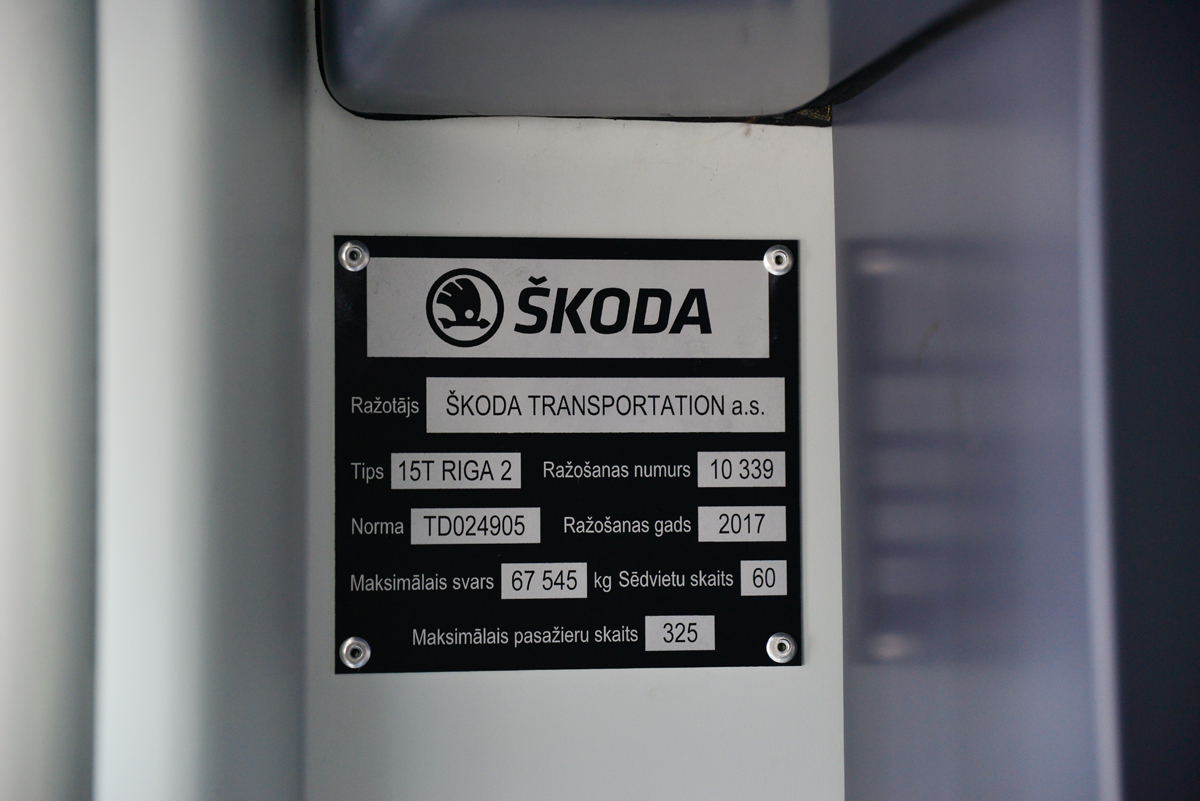 ŠKODA
Ražotājs ŠKODA TRANSPORTATION a.s.
Tips 15T RIGA 2 Ražošanas numurs 10 339
Norma TD024905 Ražošanas gads 2017
Maksimālais svars 67 545 kg Sēdvietu skaits 60
Maksimālais pasažieru skaits 325